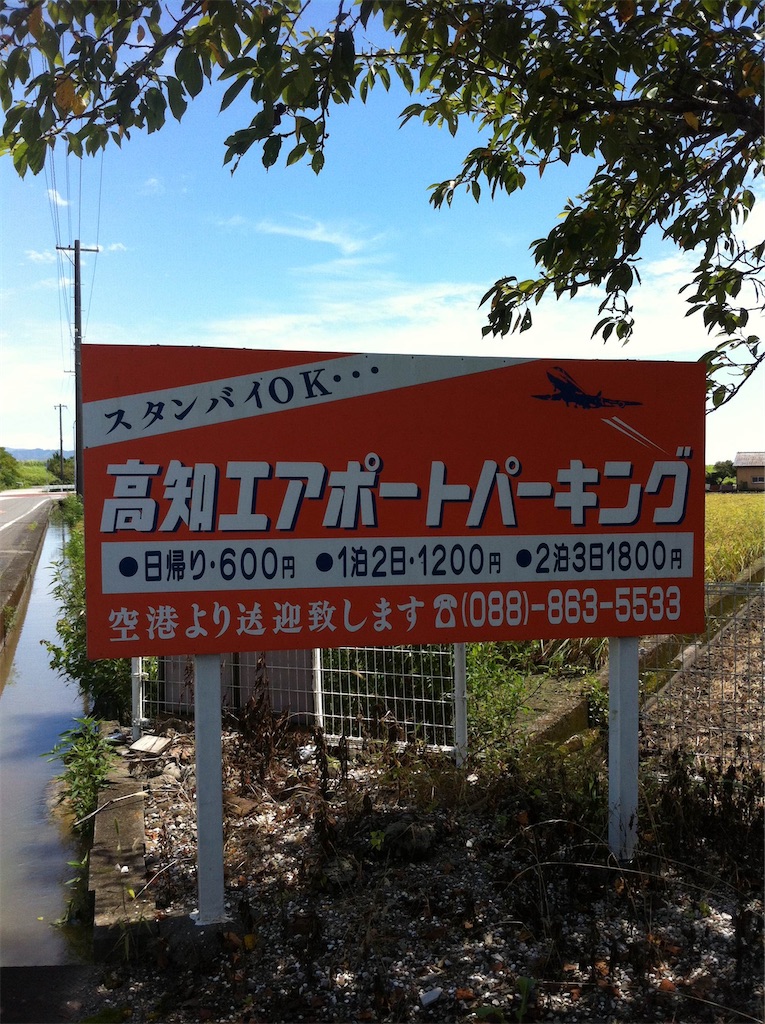 スタンバイOK・・・
高知エアポートパーキング
●日帰り・600円 ●1泊2日・1200円 ●2泊3日1800円
空港より送迎致します☎(088)-863-5533